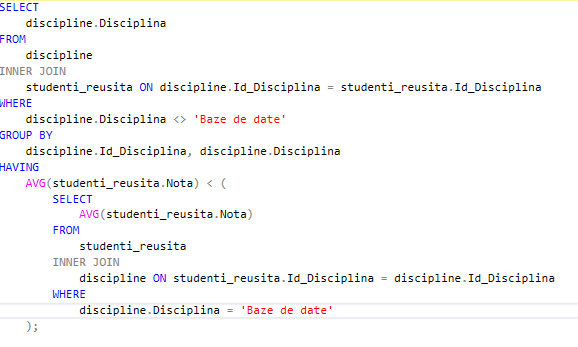 SELECT
    discipline.Disciplina
FROM
    discipline
INNER JOIN
    studenti_reusita ON discipline.Id_Disciplina = studenti_reusita.Id_Disciplina
WHERE
    discipline.Disciplina <> 'Baze de date'
GROUP BY
    discipline.Id_Disciplina, discipline.Disciplina
HAVING
    AVG(studenti_reusita.Nota) < (
        SELECT
            AVG(studenti_reusita.Nota)
        FROM
            studenti_reusita
        INNER JOIN
            discipline ON studenti_reusita.Id_Disciplina = discipline.Id_Disciplina
        WHERE
            discipline.Disciplina = 'Baze de date'
    );